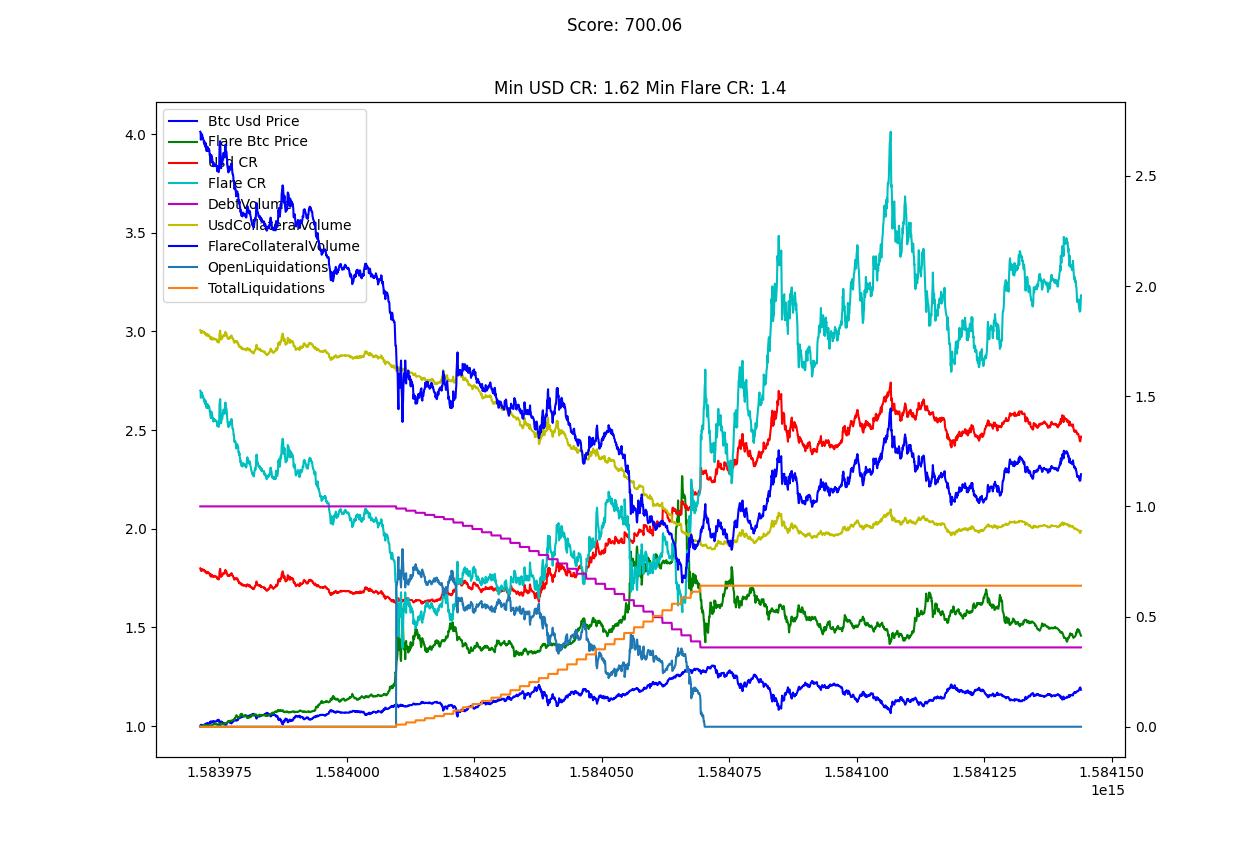 Score: 700.06
Min USD CR: 1.62 Min Flare CR: 1.4
Btc Usd Price
Flare Btc Price
Usd CR
Flare CR
DebtVolume
UsdCollateralVolume
FlareCollateralVolume
OpenLiquidations
TotalLiquidations
4.0
3.5
3.0
2.5
2.0
1.5
1.0
2.5
2.0
1.5
1.0
0.5
0.0
1.583975 1.584000 1.584025 1.584050 1.584075 1.584100 1.584125 1.584150
1e15